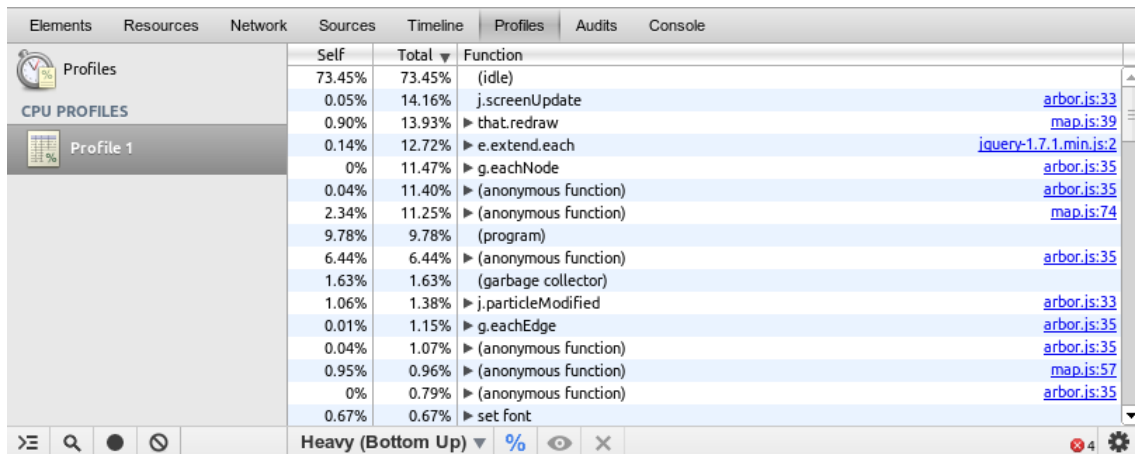 Elements Resources Network Sources Timeline Profiles Audits Console
Profiles
CPU PROFILES
Profile 1
Self Total Function
73.45% 73.45% (idle)
0.05% 14.16% j.screenUpdate arbor.js:33
0.90% 13.93% that.redraw map.js:39
0.14% 12.72% e.extend.each jquery-1.7.1.min.js:2
0% 11.47% g.eachNode arbor.js:35
0.04% 11.40% (anonymous function) arbor.js:35
2.34% 11.25% (anonymous function) map.js:74
9.78% 9.78% (program)
6.44% 6.44% (anonymous function) arbor.js:35
1.63% 1.63% (garbage collector)
1.06% 1.38% j.particleModified arbor.js:33
0.01% 1.15% g.eachEdge arbor.js:35
0.04% 1.07% (anonymous function) arbor.js:35
0.95% 0.96% (anonymous function) map.js:57
0% 0.79% (anonymous function) arbor.js:35
0.67% 0.67% set font
Heavy (Bottom Up) % 4